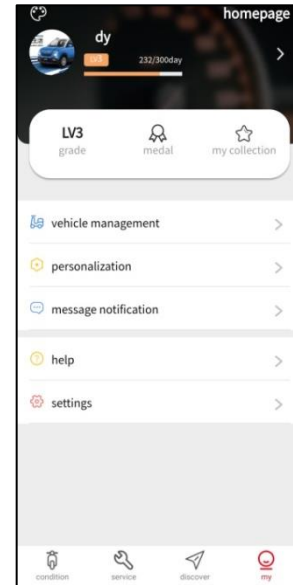 homepage
dy
LV3 232/300day
LV3
grade medal my collection
vehicle management
personalization
message notification
help
settings
condition service discover my